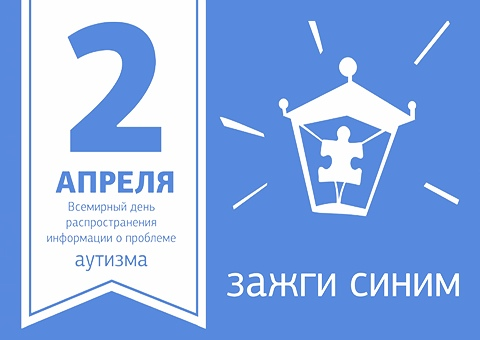 2
АПРЕЛЯ
Всемирный день
распространения
информации о проблеме
аутизма
зажги синим